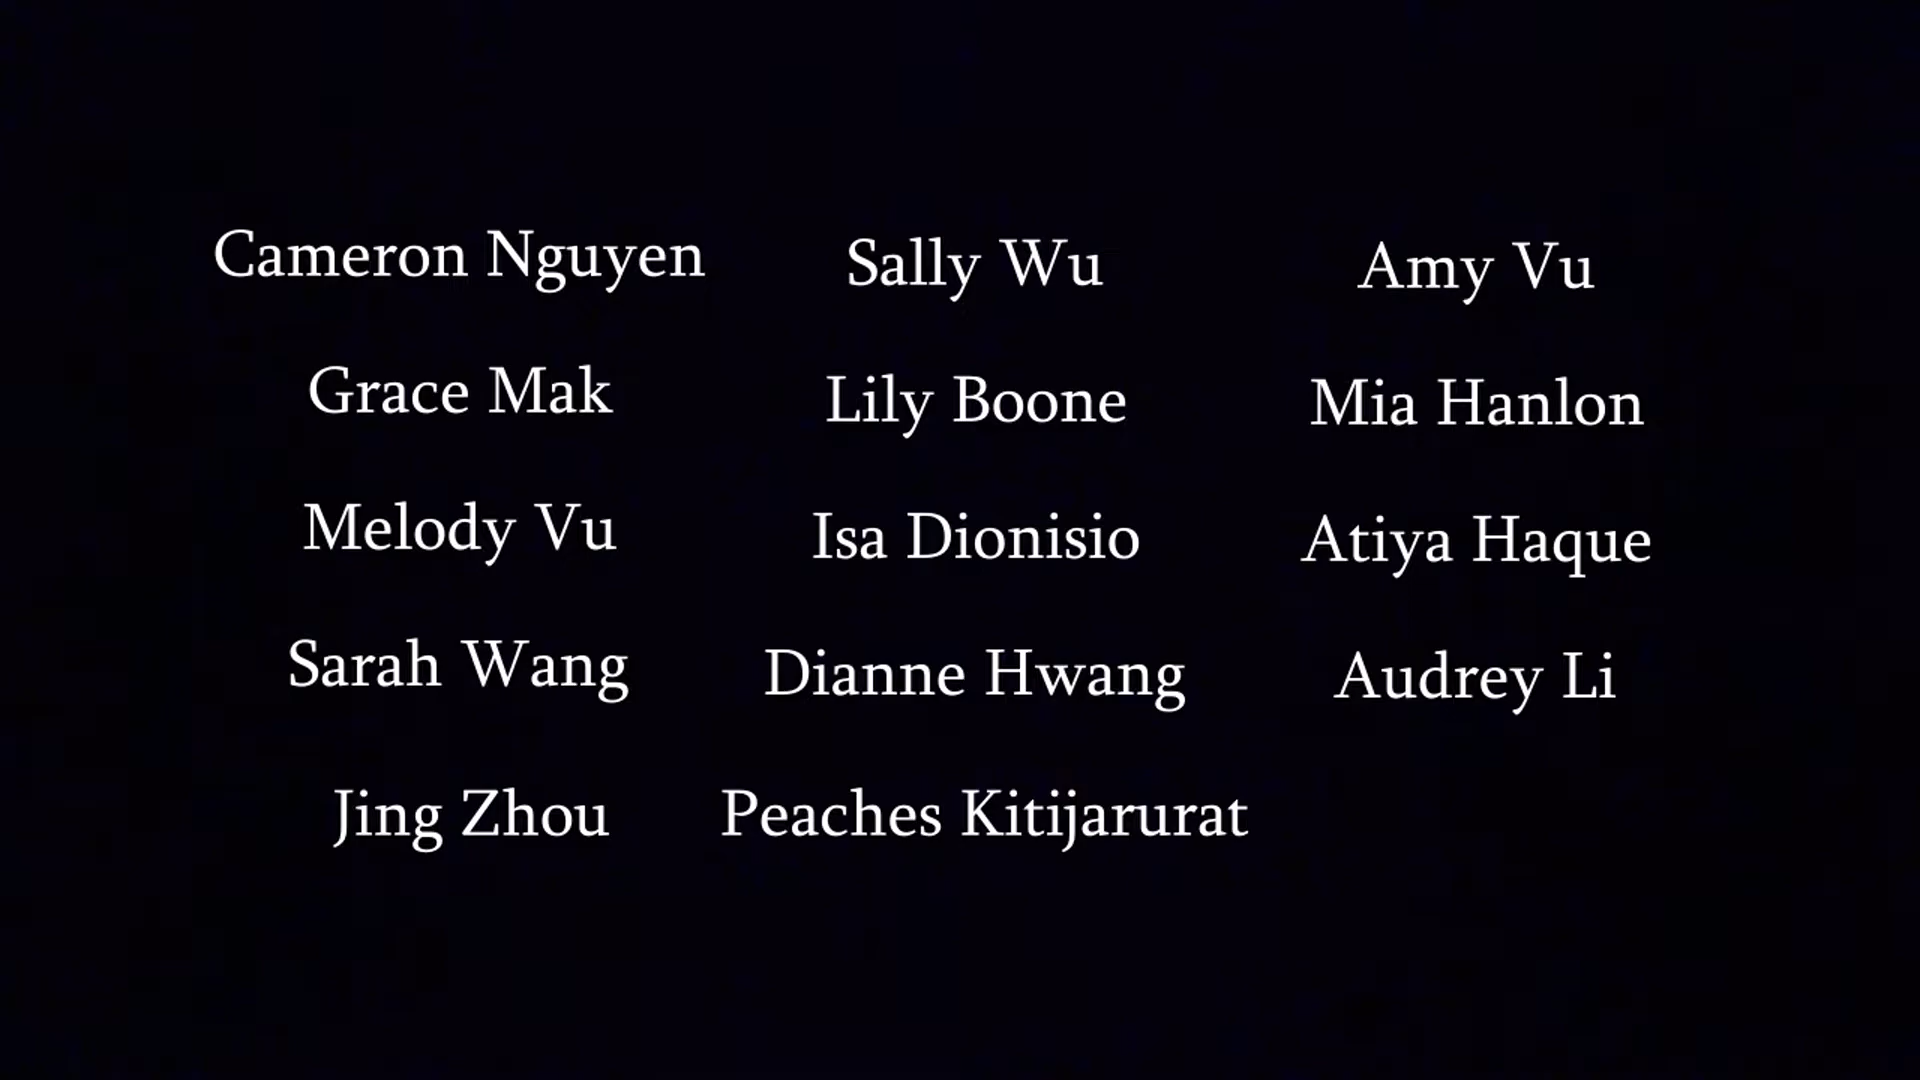 Cameron Nguyen
Sally Wu
Amy Vu
Grace Mak
Lily Boone
Mia Hanlon
Melody Vu
Isa Dionisio
Atiya Haque
Sarah Wang
Dianne Hwang
Audrey Li
Jing Zhou
Peaches Kitijarurat